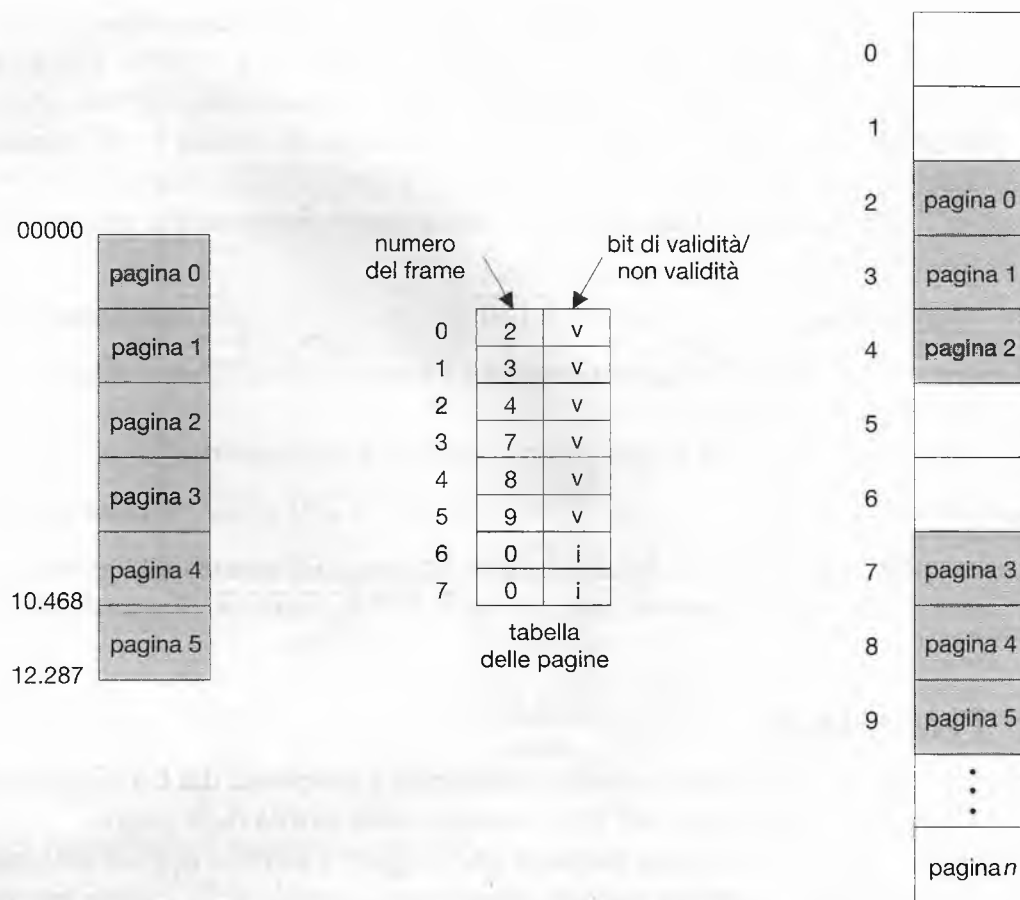 00000
pagina 0
pagina 1
pagina 2
pagina 3
pagina 4
10.468
pagina 5
12.287
numero
del frame
bit di validità/
non validità
0 2 v
1 3 v
2 4 v
3 7 v
4 8 v
5 9 v
6 0 i
7 0 i
tabella
delle pagine
0
1
2 pagina 0
3 pagina 1
4 pagina 2
5
6
7 pagina 3
8 pagina 4
9 pagina 5
pagina n